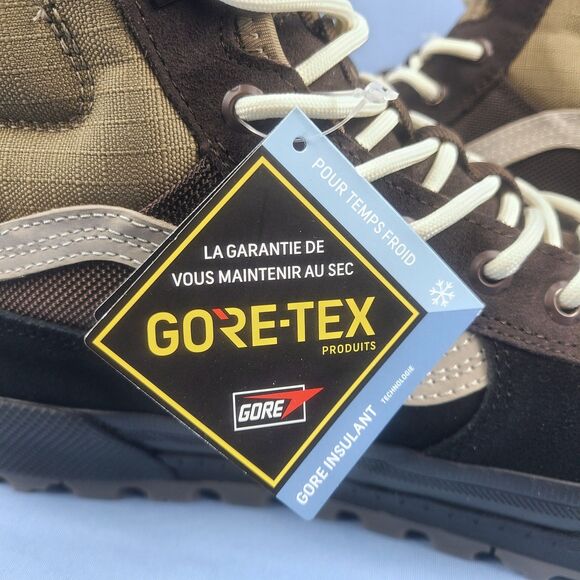 POUR TEMPS FROID
LA GARANTIE DE
VOUS MAINTENIR AU SEC
GORE-TEX
PRODUITS
GORE
GORE INSULANT
TECHNOLOGIE